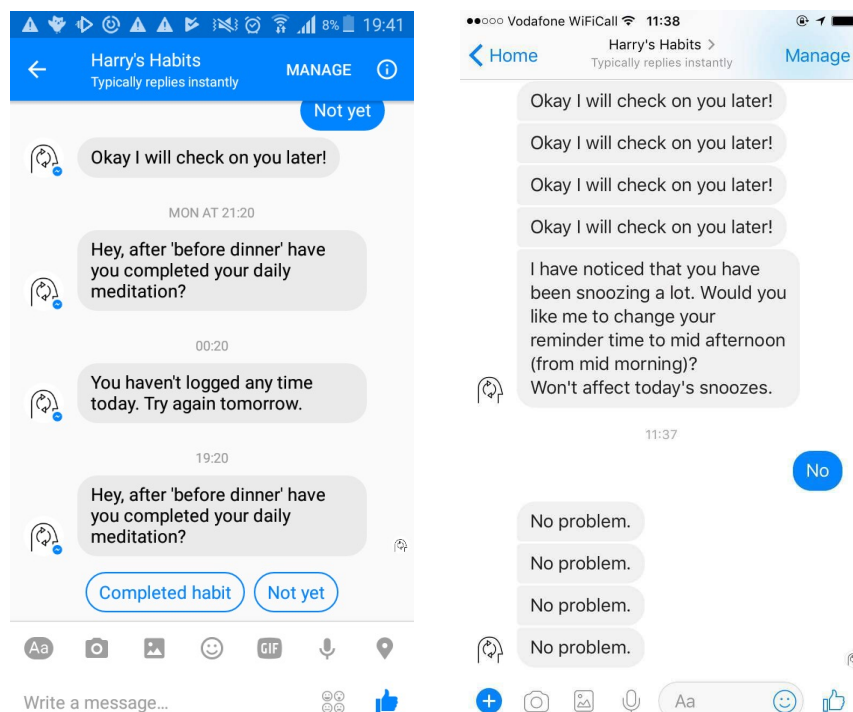 8% 19:41
Harry's Habits
Typically replies instantly
MANAGE
Not yet
Okay I will check on you later!
MON AT 21:20
Hey, after 'before dinner' have
you completed your daily
meditation?
00:20
You haven't logged any time
today. Try again tomorrow.
19:20
Hey, after 'before dinner' have
you completed your daily
meditation?
Completed habit
Not yet
Aa
GIF
Write a message...
Vodafone WiFiCall 11:38
Home
Harry's Habits >
Typically replies instantly
Manage
Okay I will check on you later!
Okay I will check on you later!
Okay I will check on you later!
Okay I will check on you later!
I have noticed that you have
been snoozing a lot. Would you
like me to change your
reminder time to mid afternoon
(from mid morning)?
Won't affect today's snoozes.
11:37
No
No problem.
No problem.
No problem.
No problem.
Aa